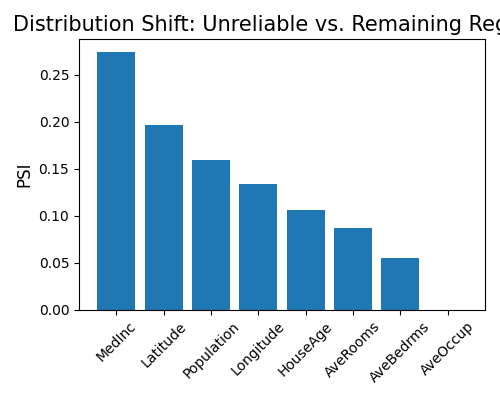 Distribution Shift: Unreliable vs. Remaining Reg
PSI
0.25
0.20
0.15
0.10
0.05
0.00
MedInc
Latitude
Population
Longitude
HouseAge
AveRooms
AveBedrms
AveOccup